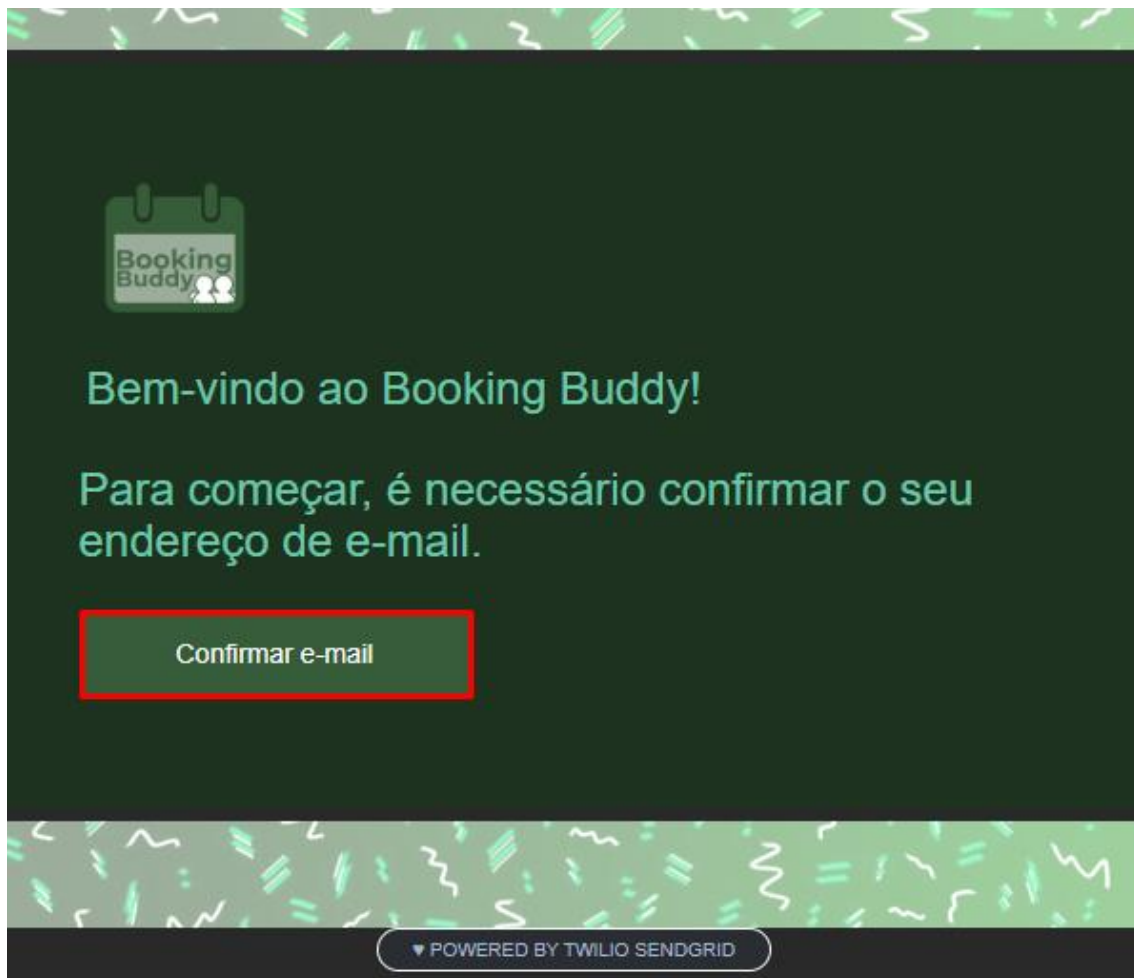 Booking
Buddy
Bem-vindo ao Booking Buddy!
Para começar, é necessário confirmar o seu
endereço de e-mail.
Confirmar e-mail
♥ POWERED BY TWILIO SENDGRID